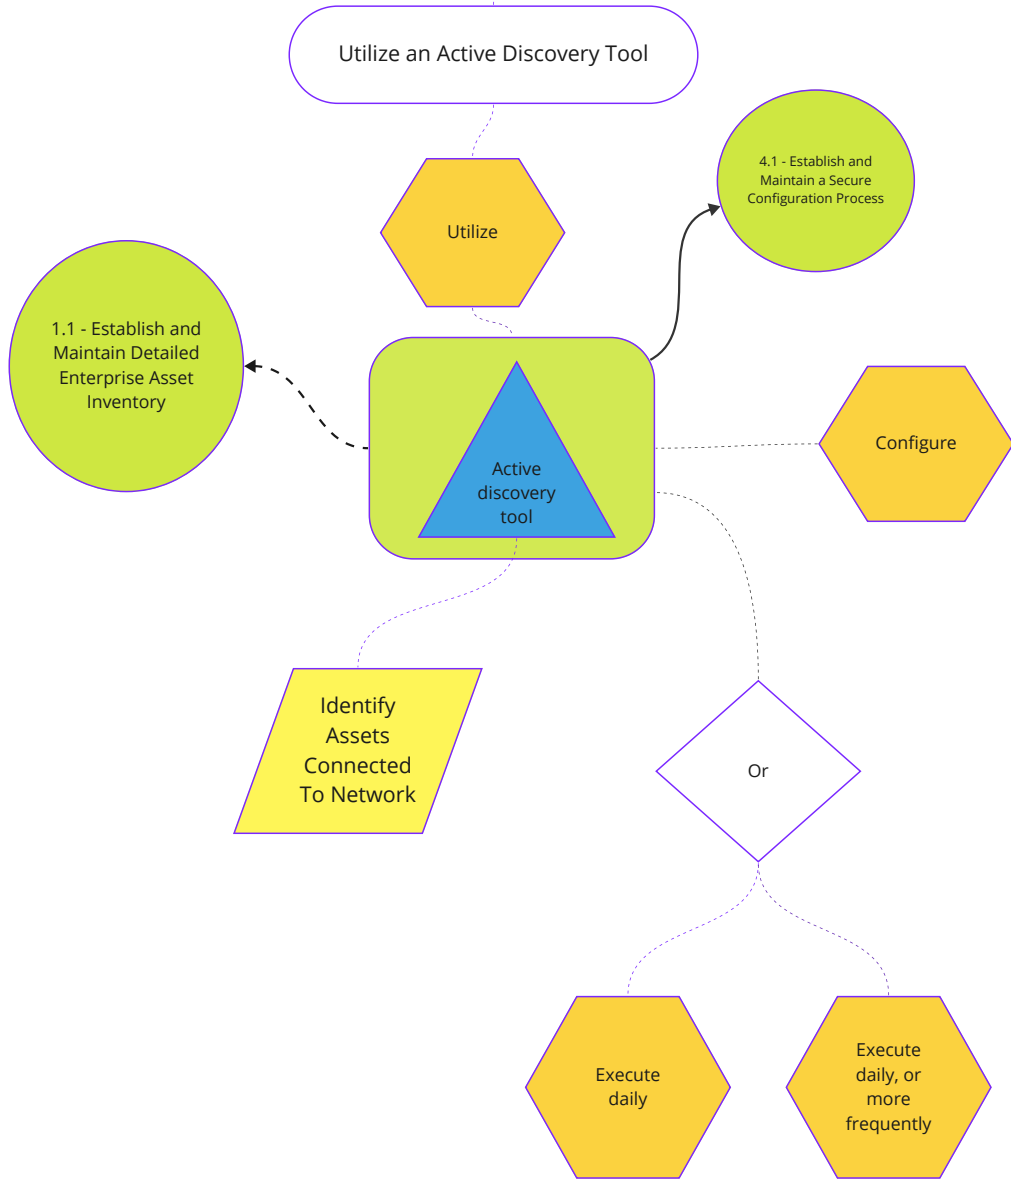 Utilize an Active Discovery Tool
4.1 - Establish and
Maintain a Secure
Configuration Process
Utilize
1.1 - Establish and
Maintain Detailed
Enterprise Asset
Inventory
Configure
Active
discovery
tool
Identify
Assets
Connected
To Network
Or
Execute
daily
Execute
daily, or
more
frequently